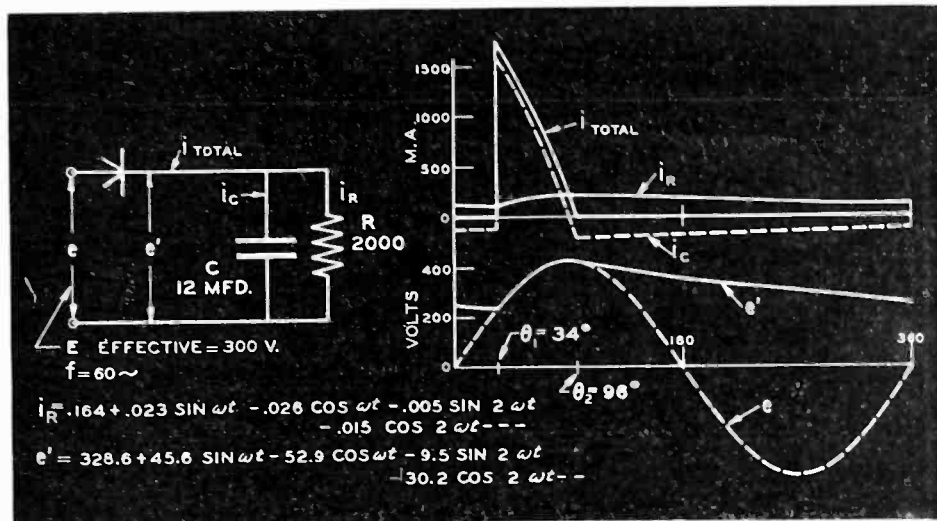 1500
1000
500
0
M.A.
i TOTAL
i R
i C
400
200
0
VOLTS
e'
θ₁=34°
θ₂=96°
180
360
e
i TOTAL
i C
i R
R
2000
C
12 MFD.
e
e'
E EFFECTIVE=300 V.
f=60~
i R=.164+.023 SIN ωt -.026 COS ωt -.005 SIN 2 ωt
-.015 COS 2 ωt---
e' = 328.6+45.6 SIN ωt-52.9 COS ωt-9.5 SIN 2 ωt
-30.2 COS 2 ωt--